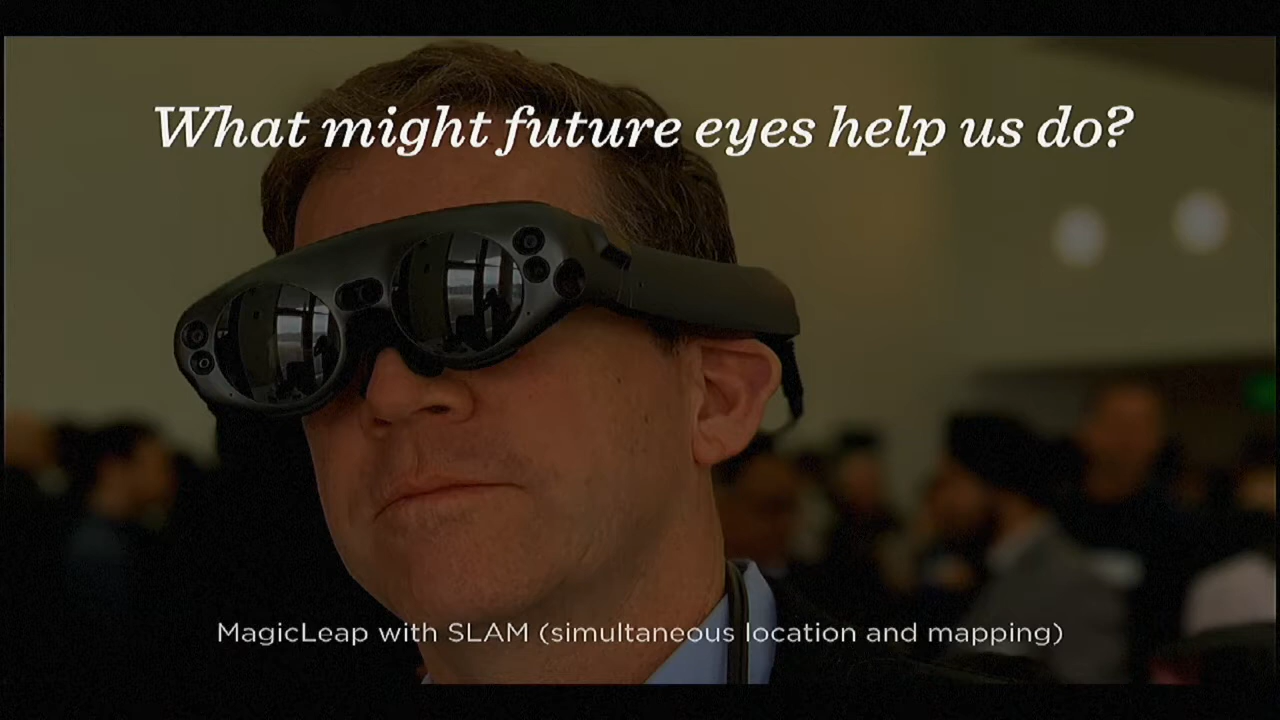 What might future eyes help us do?
MagicLeap with SLAM (simultaneous location and mapping)